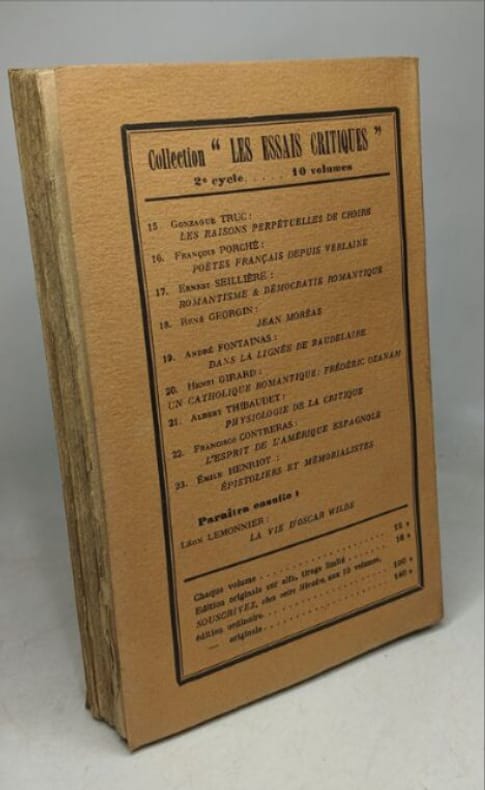 Collection “ LES ESSAIS CRITIQUES ”
2e cycle. . . . . 10 volumes
15 GONZAGUE TRUC :
LES RAISONS PERPÉTUELLES DE CROIRE
16. FRANÇOIS PORCHÉ :
POÈTES FRANÇAIS DEPUIS VERLAINE
17. ERNEST SEILLIÈRE :
ROMANTISME & DÉMOCRATIE ROMANTIQUE
18. RENÉ GEORGIN :
JEAN MORÉAS
19. ANDRÉ FONTAINAS :
DANS LA LIGNÉE DE BAUDELAIRE
20. HENRI GIRARD :
UN CATHOLIQUE ROMANTIQUE : FRÉDÉRIC OZANAM
21. ALBERT THIBAUDET :
PHYSIOLOGIE DE LA CRITIQUE
22. FRANCISCO CONTRERAS :
L'ESPRIT DE L'AMÉRIQUE ESPAGNOLE
23. ÉMILE HENRIOT :
ÉPISTOLIERS ET MÉMORIALISTES
Paraîtra ensuite :
LÉON LEMONNIER :
LA VIE D'OSCAR WILDE
Chaque volume . . . . . . . . . . . . 12 »
Edition originale sur alfa, tirage limité . . . . 18 »
SOUSCRIVEZ, chez votre libraire, aux 10 volumes,
édition ordinaire. . . . . . . . . . . . 100 »
— originale. . . . . . . . . . . . 160 »